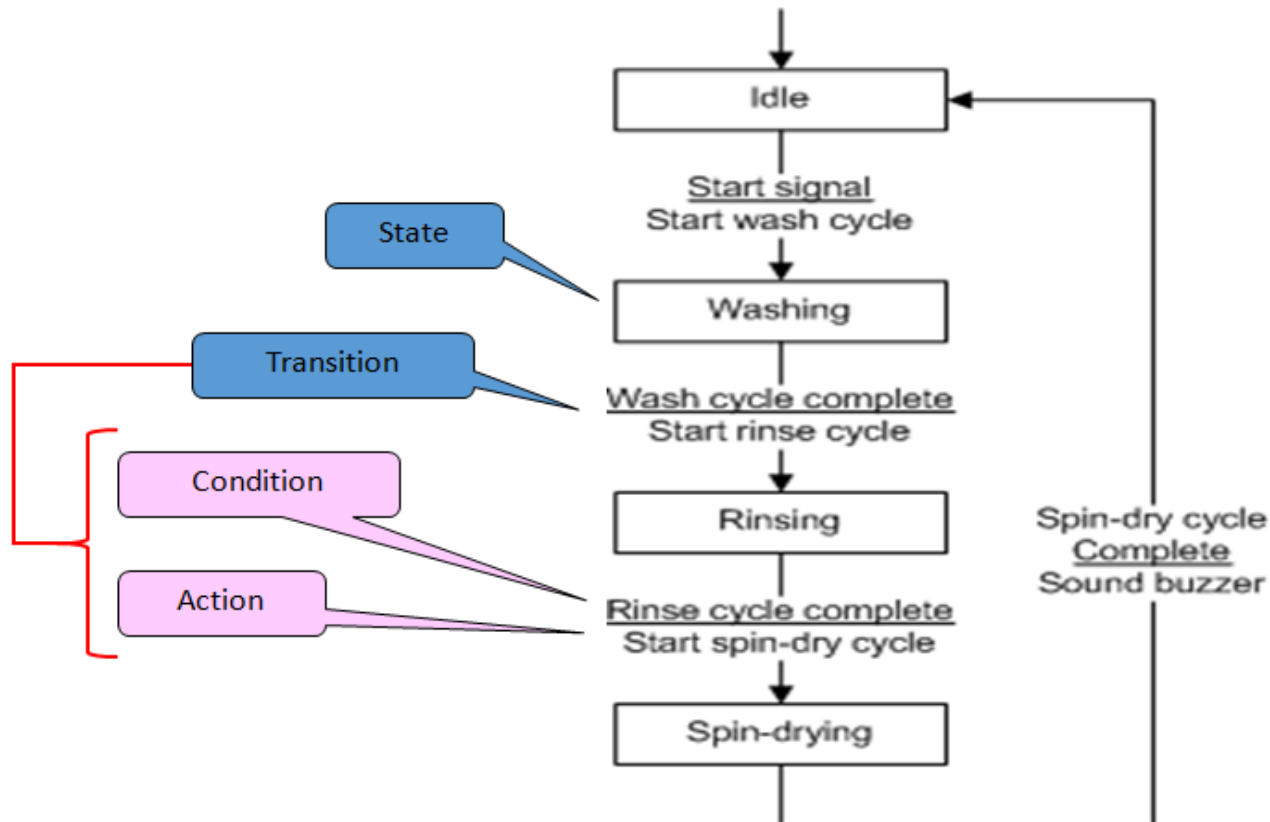 Idle
Start signal
Start wash cycle
State
Washing
Transition
Wash cycle complete
Start rinse cycle
Condition
Rinsing
Spin-dry cycle
Complete
Sound buzzer
Action
Rinse cycle complete
Start spin-dry cycle
Spin-drying